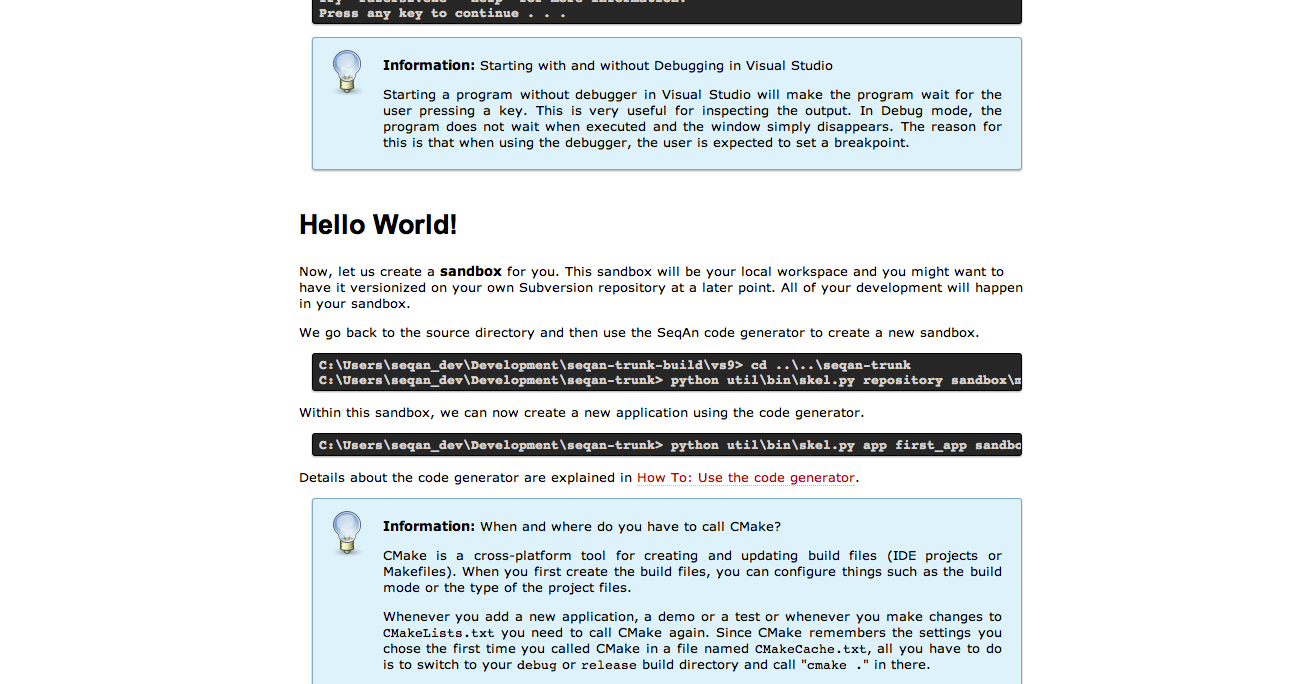 Press any key to continue . . .
Information: Starting with and without Debugging in Visual Studio
Starting a program without debugger in Visual Studio will make the program wait for the
user pressing a key. This is very useful for inspecting the output. In Debug mode, the
program does not wait when executed and the window simply disappears. The reason for
this is that when using the debugger, the user is expected to set a breakpoint.
Hello World!
Now, let us create a sandbox for you. This sandbox will be your local workspace and you might want to
have it versionized on your own Subversion repository at a later point. All of your development will happen
in your sandbox.
We go back to the source directory and then use the SeqAn code generator to create a new sandbox.
C:\Users\seqan_dev\Development\seqan-trunk-build\vs9> cd ..\..\seqan-trunk
C:\Users\seqan_dev\Development\seqan-trunk> python util\bin\skel.py repository sandbox\m
Within this sandbox, we can now create a new application using the code generator.
C:\Users\seqan_dev\Development\seqan-trunk> python util\bin\skel.py app first_app sandbo
Details about the code generator are explained in How To: Use the code generator.
Information: When and where do you have to call CMake?
CMake is a cross-platform tool for creating and updating build files (IDE projects or
Makefiles). When you first create the build files, you can configure things such as the build
mode or the type of the project files.
Whenever you add a new application, a demo or a test or whenever you make changes to
CMakeLists.txt you need to call CMake again. Since CMake remembers the settings you
chose the first time you called CMake in a file named CMakeCache.txt, all you have to do
is to switch to your debug or release build directory and call "cmake ." in there.